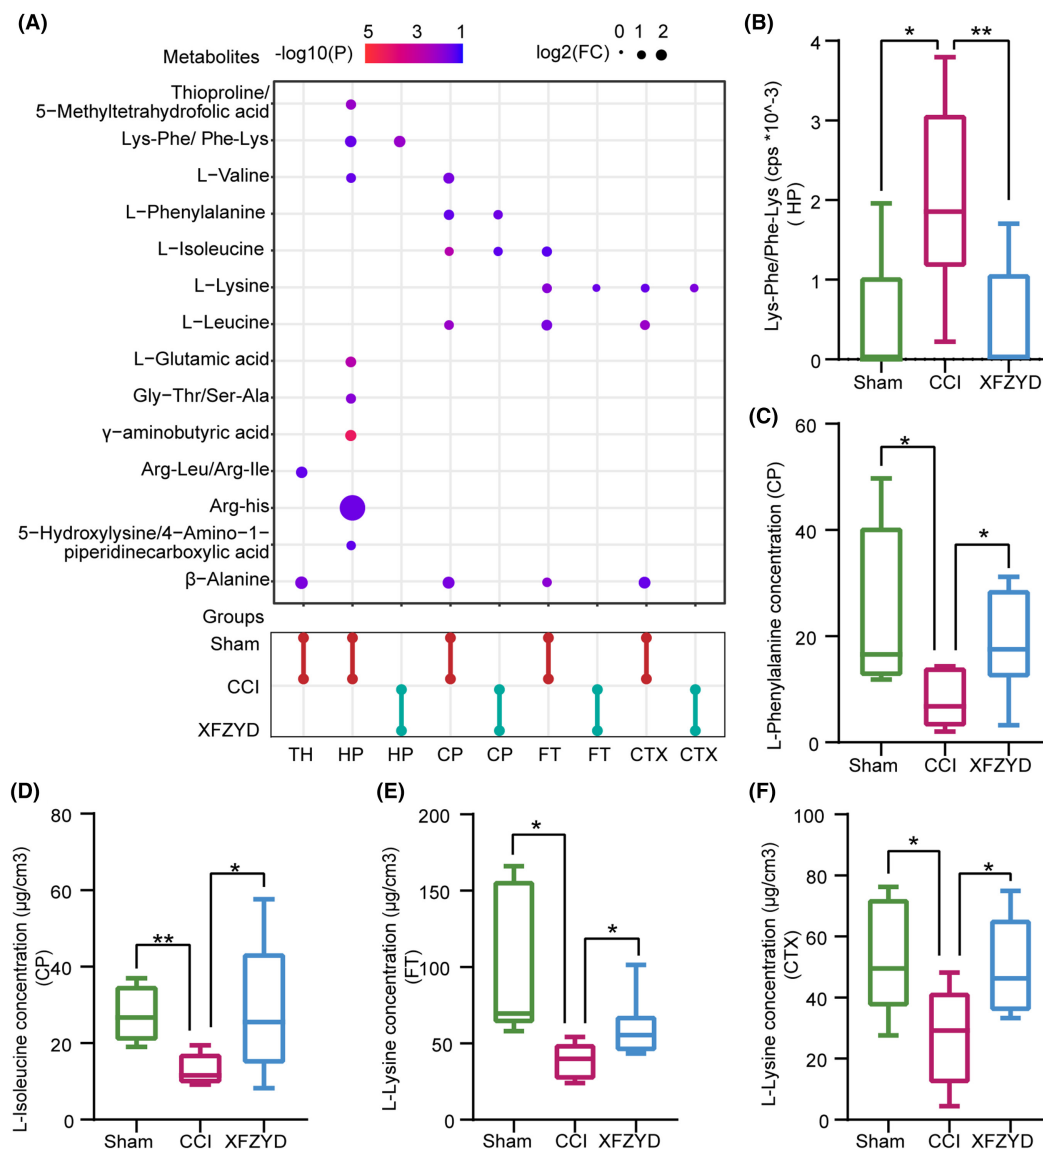 (A)
Metabolites
-log10(P)
5 3 1
log2(FC)
0 1 2
Thioproline/
5−Methyltetrahydrofolic acid
Lys-Phe/ Phe-Lys
L−Valine
L−Phenylalanine
L−Isoleucine
L−Lysine
L−Leucine
L−Glutamic acid
Gly−Thr/Ser-Ala
γ−aminobutyric acid
Arg-Leu/Arg-Ile
Arg-his
5−Hydroxylysine/4−Amino−1−
piperidinecarboxylic acid
β−Alanine
Groups
Sham
CCI
XFZYD
TH HP HP CP CP FT FT CTX CTX
(B)
Lys-Phe/Phe-Lys (cps *10^-3)
( HP)
4
3
2
1
0
* **
Sham CCI XFZYD
(C)
L-Phenylalanine concentration (CP)
60
40
20
0
*
*
Sham CCI XFZYD
(D)
L-Isoleucine concentration (μg/cm3)
(CP)
80
60
40
20
0
**
*
Sham CCI XFZYD
(E)
L-Lysine concentration (μg/cm3)
(FT)
200
150
100
50
0
*
*
Sham CCI XFZYD
(F)
L-Lysine concentration (μg/cm3)
(CTX)
100
80
60
40
20
0
*
*
Sham CCI XFZYD